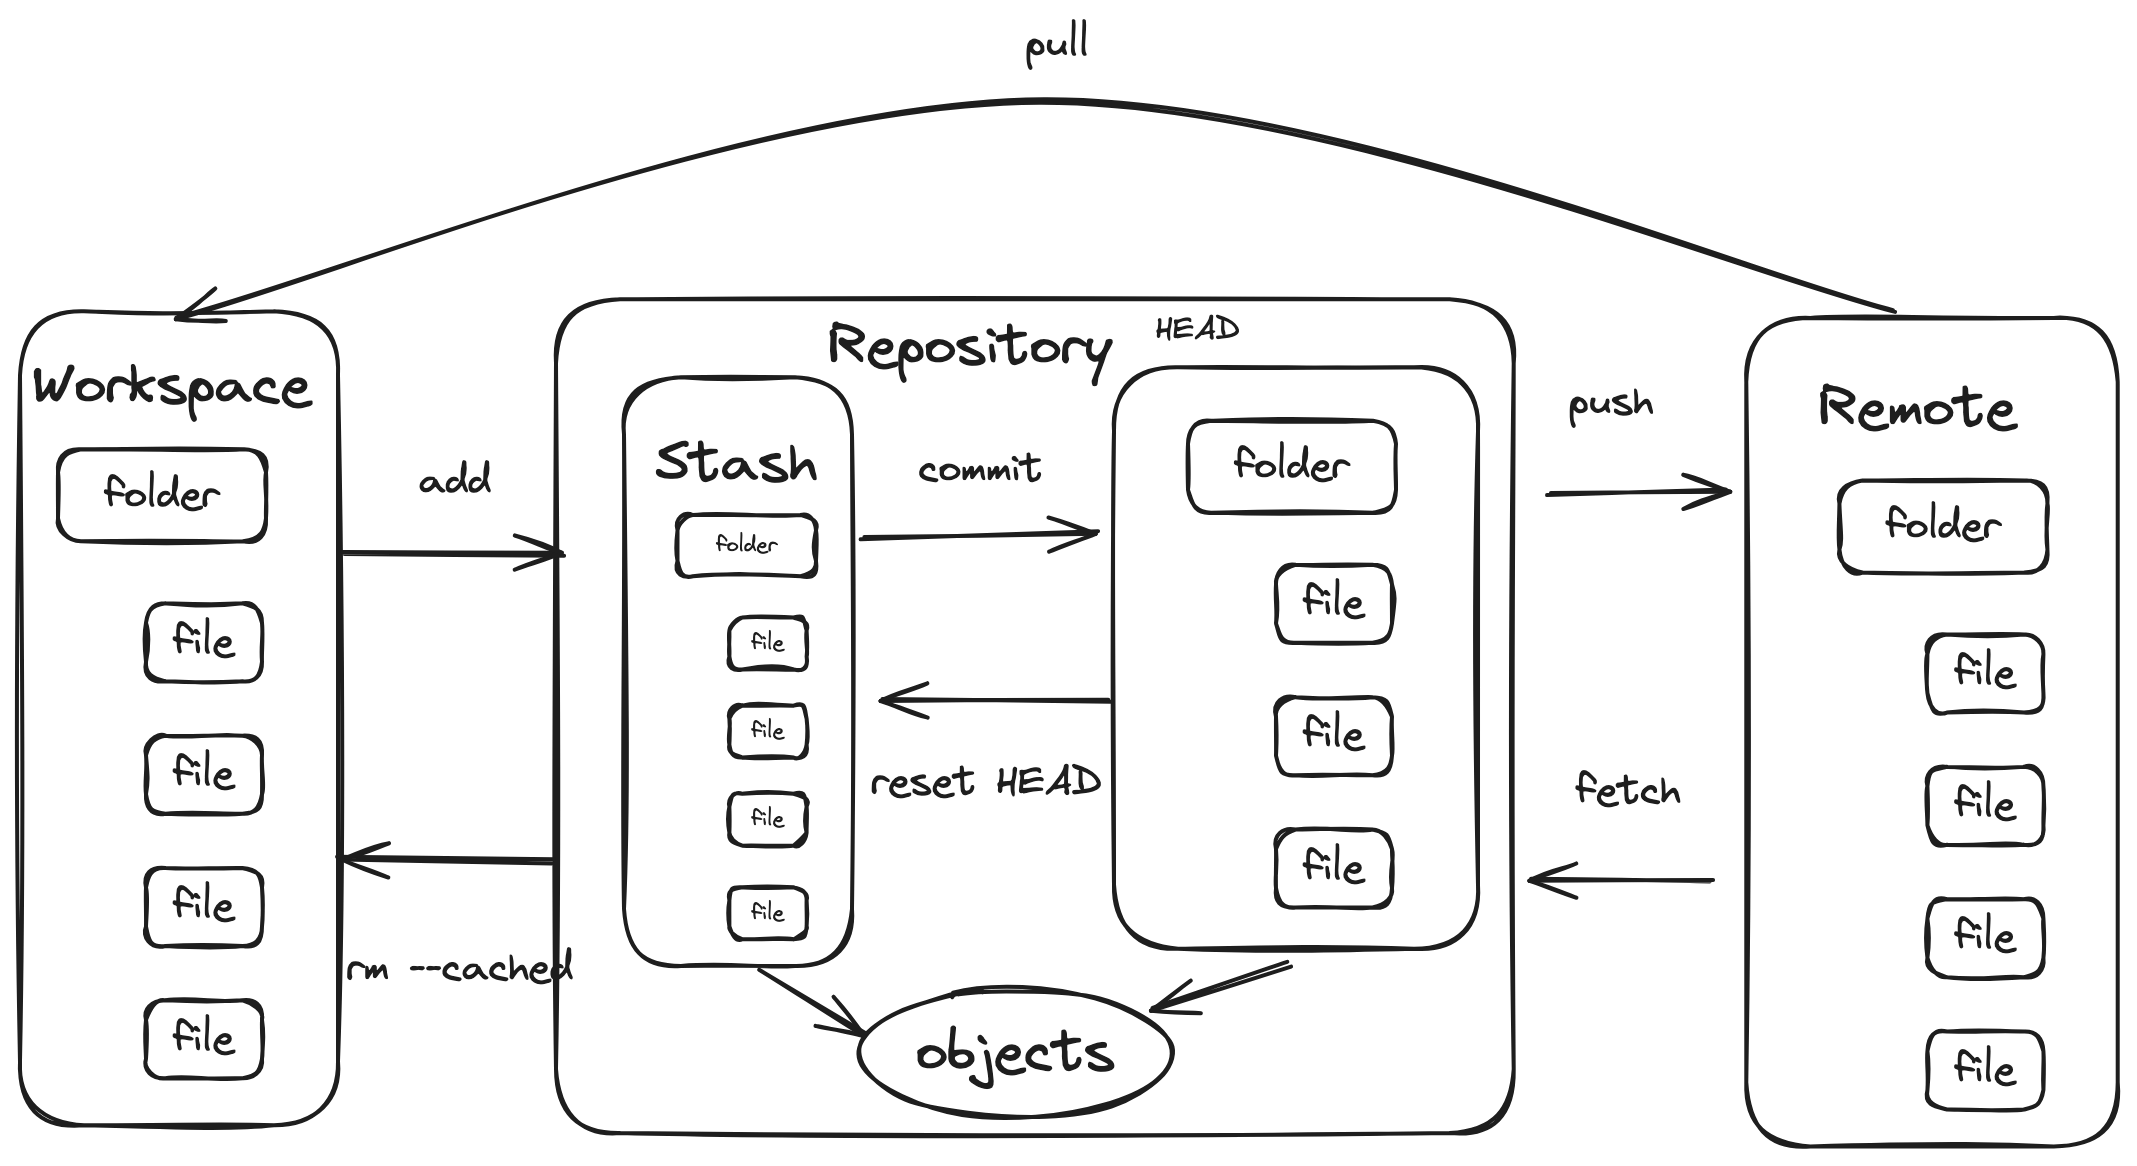 pull
Repository
HEAD
Workspace
folder
file
file
file
file
add
rm --cached
Stash
folder
file
file
file
file
commit
reset HEAD
folder
file
file
file
objects
push
fetch
Remote
folder
file
file
file
file